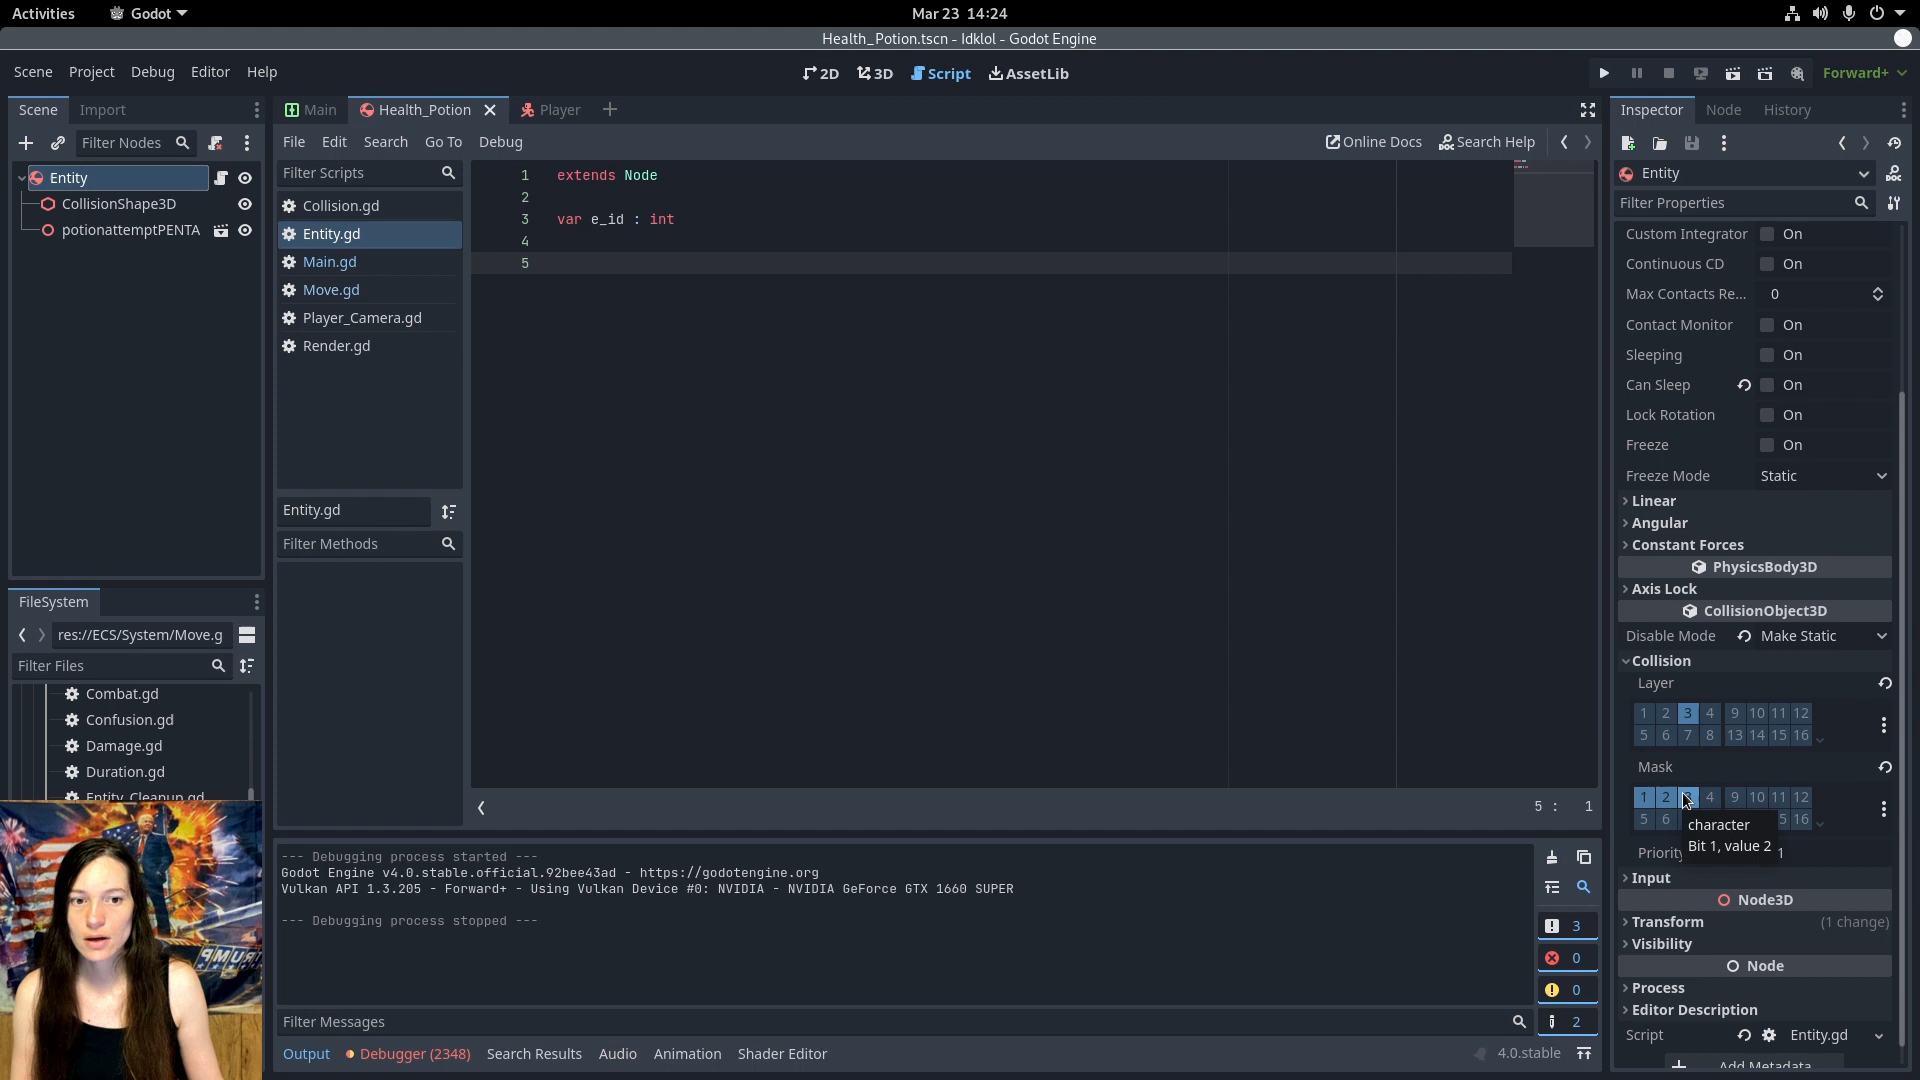 Activities
Godot
Mar 23 14:24
Health_Potion.tscn - Idklol - Godot Engine
Scene Project Debug Editor Help
2D 3D Script AssetLib
Forward+
Scene Import
Filter Nodes
Entity
CollisionShape3D
potionattemptPENTA
FileSystem
res://ECS/System/Move.g
Filter Files
Combat.gd
Confusion.gd
Damage.gd
Duration.gd
Entity_Cleanup.gd
Main Health_Potion Player
File Edit Search Go To Debug
Online Docs Search Help
Filter Scripts
Collision.gd
Entity.gd
Main.gd
Move.gd
Player_Camera.gd
Render.gd
Entity.gd
Filter Methods
1 extends Node
2
3 var e_id : int
4
5
5 : 1
--- Debugging process started ---
Godot Engine v4.0.stable.official.92bee43ad - https://godotengine.org
Vulkan API 1.3.205 - Forward+ - Using Vulkan Device #0: NVIDIA - NVIDIA GeForce GTX 1660 SUPER
--- Debugging process stopped ---
3
0
0
2
Filter Messages
Output Debugger (2348) Search Results Audio Animation Shader Editor
4.0.stable
Inspector Node History
Entity
Filter Properties
Custom Integrator On
Continuous CD On
Max Contacts Re... 0
Contact Monitor On
Sleeping On
Can Sleep On
Lock Rotation On
Freeze On
Freeze Mode Static
Linear
Angular
Constant Forces
PhysicsBody3D
Axis Lock
CollisionObject3D
Disable Mode Make Static
Collision
Layer
1 2 3 4 9 10 11 12
5 6 7 8 13 14 15 16
Mask
1 2 4 9 10 11 12
5 6 5 16
character
Bit 1, value 2
Priority 1
Input
Node3D
Transform (1 change)
Visibility
Node
Process
Editor Description
Script Entity.gd
Add Metadata
TRUMP